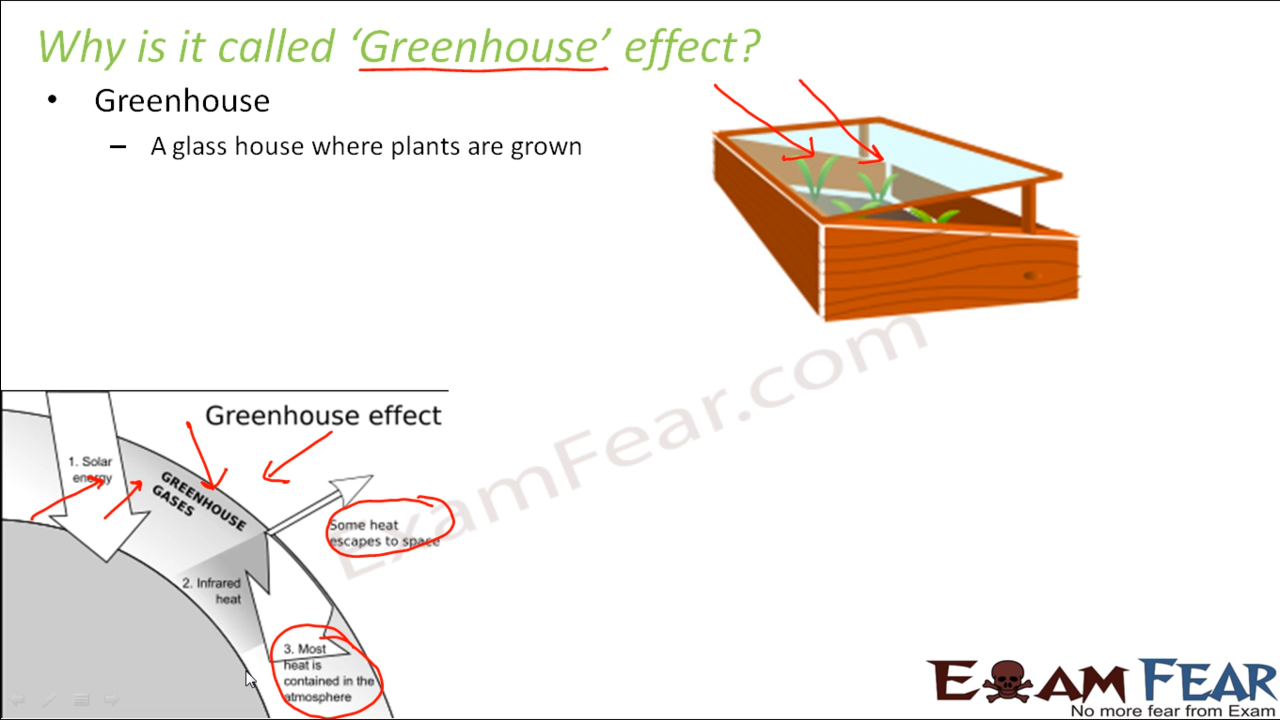 Why is it called ‘Greenhouse’ effect?
• Greenhouse
– A glass house where plants are grown
Greenhouse effect
1. Solar
energy
GREENHOUSE
GASES
Some heat
escapes to space
2. Infrared
heat
3. Most
heat is
contained in the
atmosphere
ExamFear.com
EXAM FEAR
No more fear from Exam